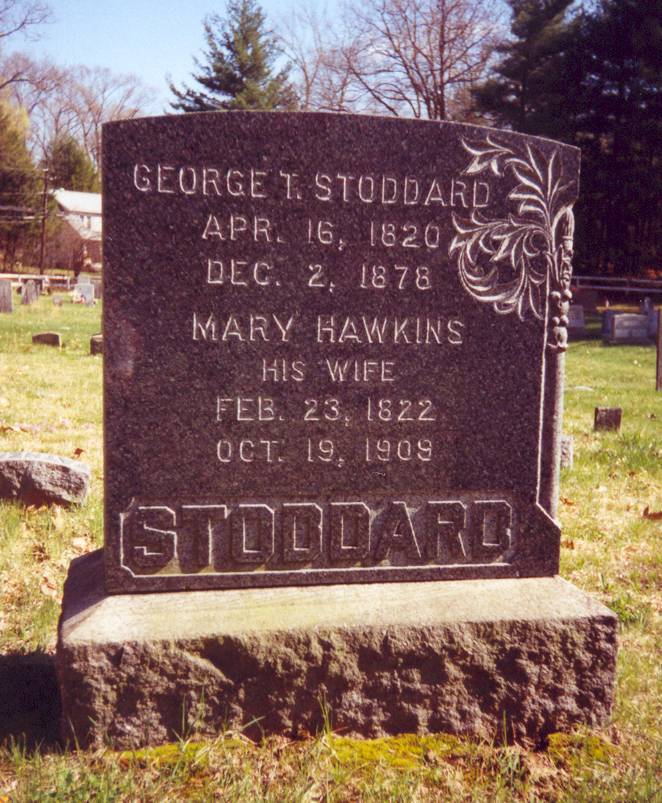 GEORGE T. STODDARD
APR. 16, 1820
DEC. 2, 1878
MARY HAWKINS
HIS WIFE
FEB. 23, 1822
OCT. 19, 1909
STODDARD